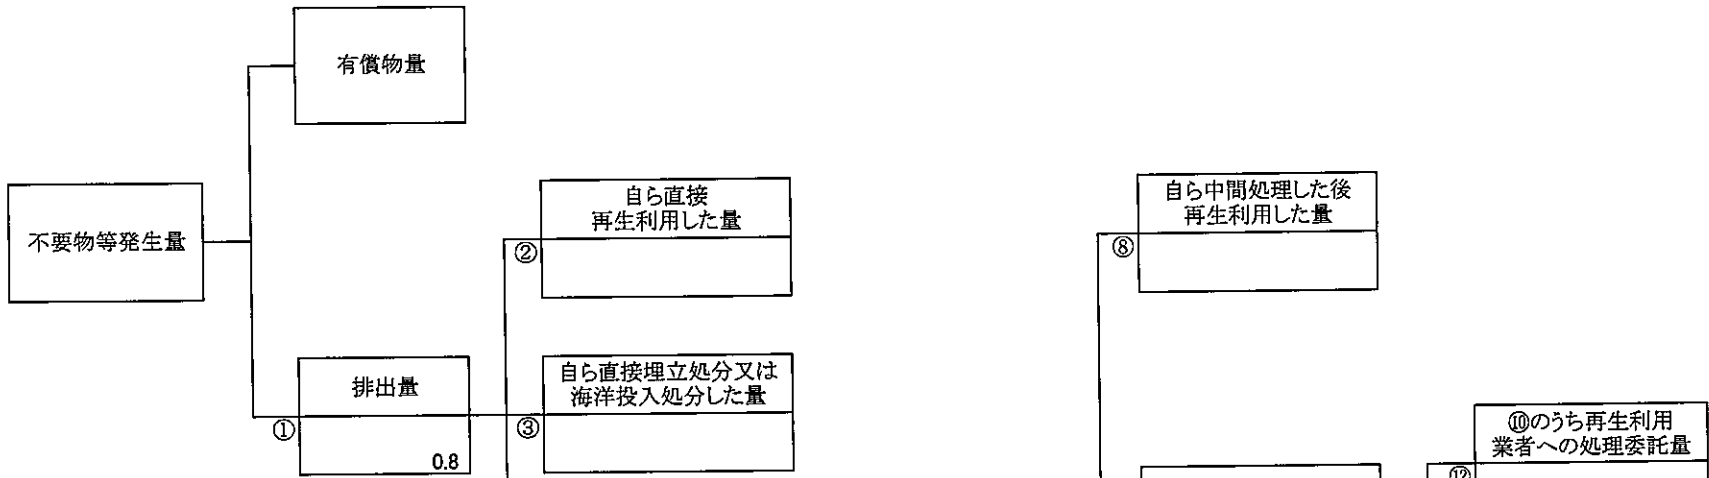 有償物量
不要物等発生量
自ら直接
再生利用した量
②
自ら中間処理した後
再生利用した量
⑧
排出量
①
0.8
自ら直接埋立処分又は
海洋投入処分した量
③
⑩のうち再生利用
業者への処理委託量
⑫